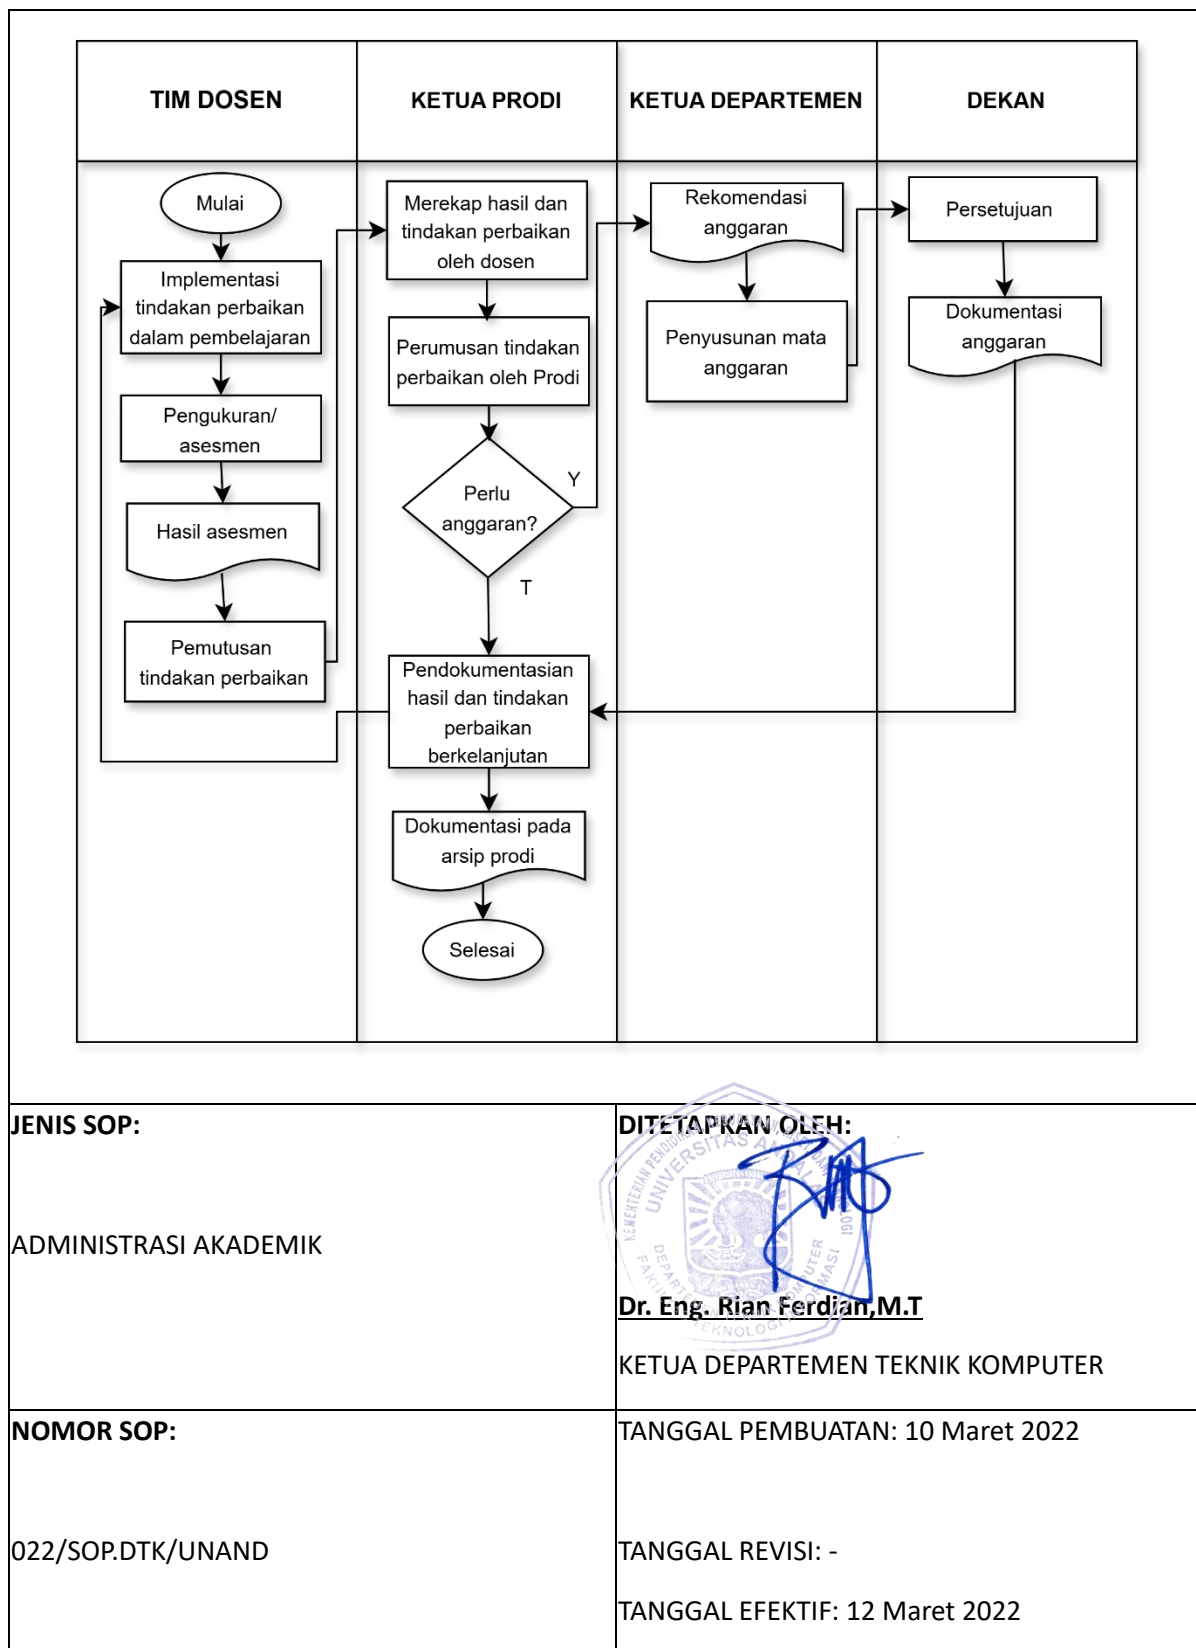 TIM DOSEN
KETUA PRODI
KETUA DEPARTEMEN
DEKAN
Mulai
Implementasi
tindakan perbaikan
dalam pembelajaran
Pengukuran/
asesmen
Hasil asesmen
Pemutusan
tindakan perbaikan
Merekap hasil dan
tindakan perbaikan
oleh dosen
Perumusan tindakan
perbaikan oleh Prodi
Perlu
anggaran?
Y
T
Pendokumentasian
hasil dan tindakan
perbaikan
berkelanjutan
Dokumentasi pada
arsip prodi
Selesai
Rekomendasi
anggaran
Penyusunan mata
anggaran
Persetujuan
Dokumentasi
anggaran
JENIS SOP:
ADMINISTRASI AKADEMIK
DITETAPKAN OLEH:
UNIVERSITAS ANDALAS
Dr. Eng. Rian Ferdian,M.T
KETUA DEPARTEMEN TEKNIK KOMPUTER
NOMOR SOP:
022/SOP.DTK/UNAND
TANGGAL PEMBUATAN: 10 Maret 2022
TANGGAL REVISI: -
TANGGAL EFEKTIF: 12 Maret 2022